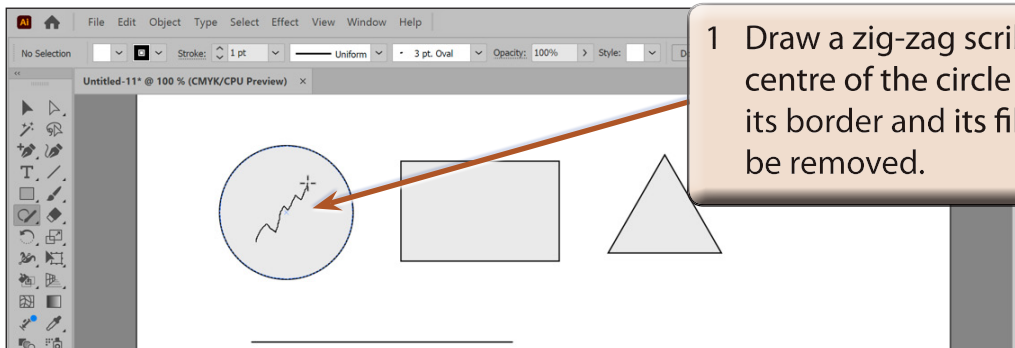 Ai File Edit Object Type Select Effect View Window Help
No Selection Stroke: 1 pt Uniform 3 pt. Oval Opacity: 100% Style:
Untitled-11* @ 100 % (CMYK/CPU Preview) ×
1 Draw a zig-zag scri
centre of the circle
its border and its fi
be removed.